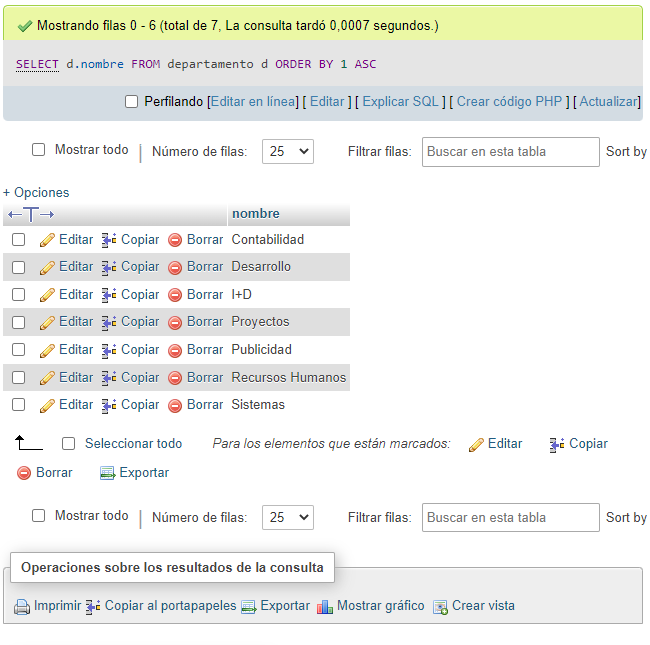 Mostrando filas 0 - 6 (total de 7, La consulta tardó 0,0007 segundos.)
SELECT d.nombre FROM departamento d ORDER BY 1 ASC
Perfilando [Editar en línea] [ Editar ] [ Explicar SQL ] [ Crear código PHP ] [ Actualizar]
Mostrar todo | Número de filas: 25 Filtrar filas: Buscar en esta tabla Sort by
+ Opciones
nombre
Editar Copiar Borrar Contabilidad
Editar Copiar Borrar Desarrollo
Editar Copiar Borrar I+D
Editar Copiar Borrar Proyectos
Editar Copiar Borrar Publicidad
Editar Copiar Borrar Recursos Humanos
Editar Copiar Borrar Sistemas
Seleccionar todo Para los elementos que están marcados: Editar Copiar
Borrar Exportar
Mostrar todo | Número de filas: 25 Filtrar filas: Buscar en esta tabla Sort by
Operaciones sobre los resultados de la consulta
Imprimir Copiar al portapapeles Exportar Mostrar gráfico Crear vista